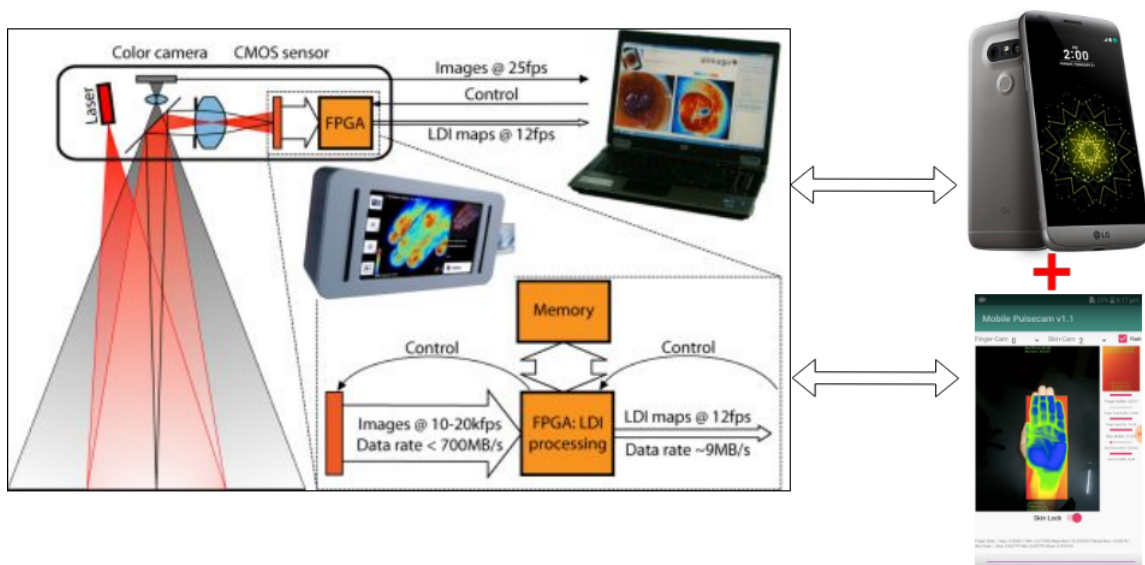 Color camera
CMOS sensor
Laser
FPGA
Images @ 25fps
Control
LDI maps @ 12fps
Memory
Control
Control
Images @ 10-20kfps
Data rate < 700MB/s
FPGA: LDI
processing
LDI maps @ 12fps
Data rate ~9MB/s
2:00
LG
+
Mobile Pulsecam v1.1
Finger Cam: 0
Skin-Cam: 2
Flash
Skin Lock